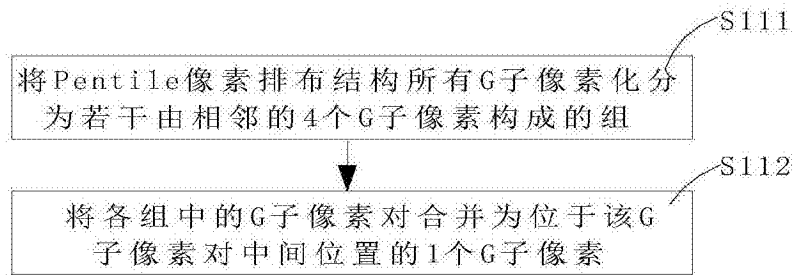 S111
将Pentile像素排布结构所有G子像素化分
为若干由相邻的4个G子像素构成的组
S112
将各组中的G子像素对合并为位于该G
子像素对中间位置的1个G子像素